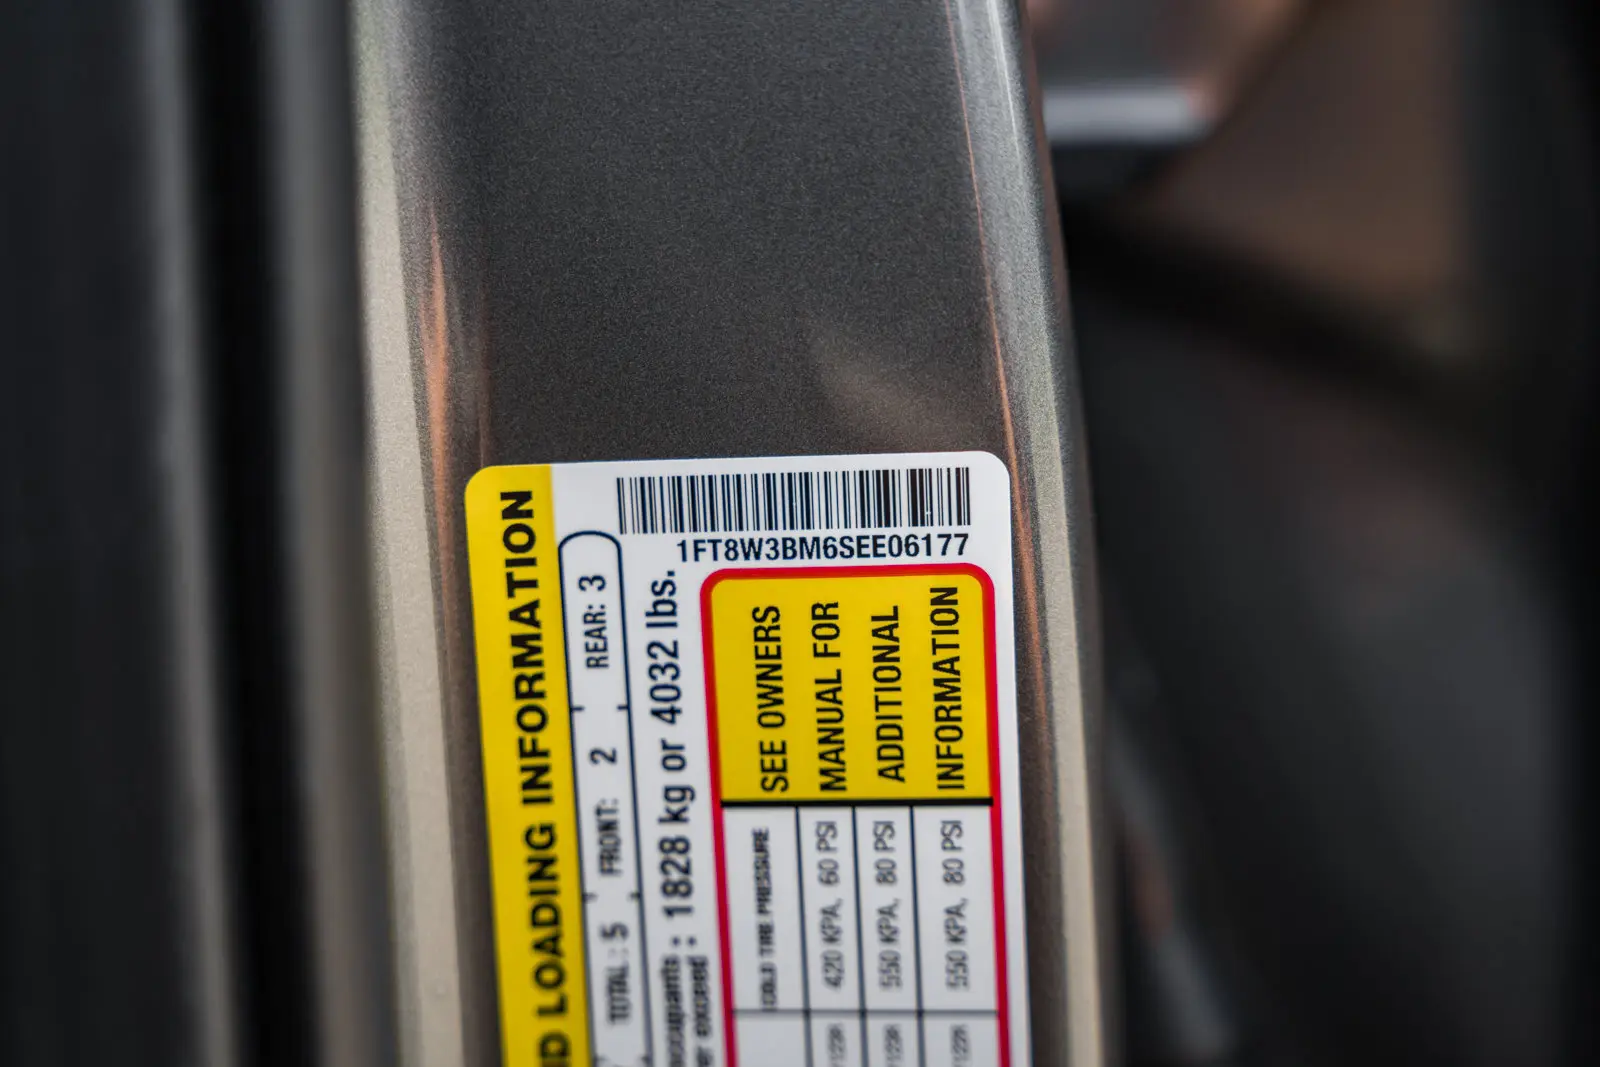 1FT8W3BM6SEE06177
LOADING INFORMATION
TOTAL: 5 FRONT: 2 REAR: 3
1828 kg or 4032 lbs.
SEE OWNERS
MANUAL FOR
ADDITIONAL
INFORMATION
COLD TIRE PRESSURE
420 KPA, 60 PSI
550 KPA, 80 PSI
550 KPA, 80 PSI